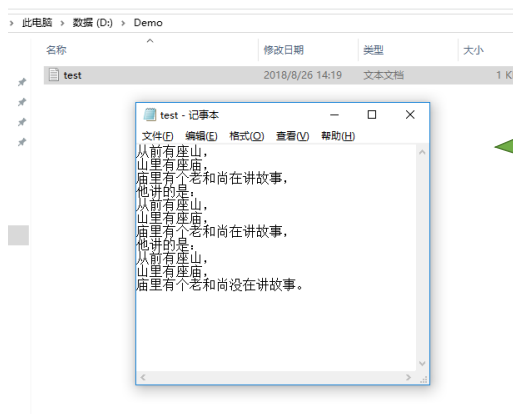 此电脑 › 数据 (D:) › Demo
名称 修改日期 类型 大小
test 2018/8/26 14:19 文本文档 1 K
test - 记事本
文件(F) 编辑(E) 格式(O) 查看(V) 帮助(H)
从前有座山，
山里有座庙，
庙里有个老和尚在讲故事，
他讲的是：
从前有座山，
山里有座庙，
庙里有个老和尚在讲故事，
他讲的是：
从前有座山，
山里有座庙，
庙里有个老和尚没在讲故事。